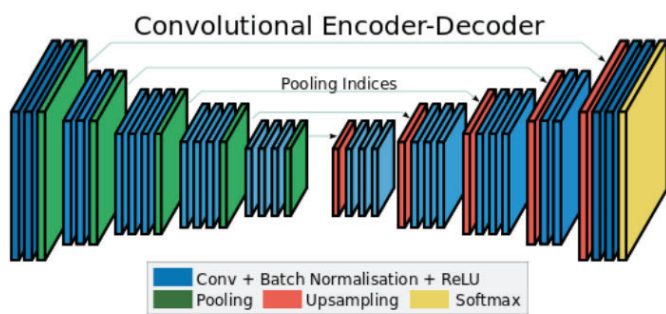 Convolutional Encoder-Decoder
Pooling Indices
Conv + Batch Normalisation + ReLU
Pooling Upsampling Softmax